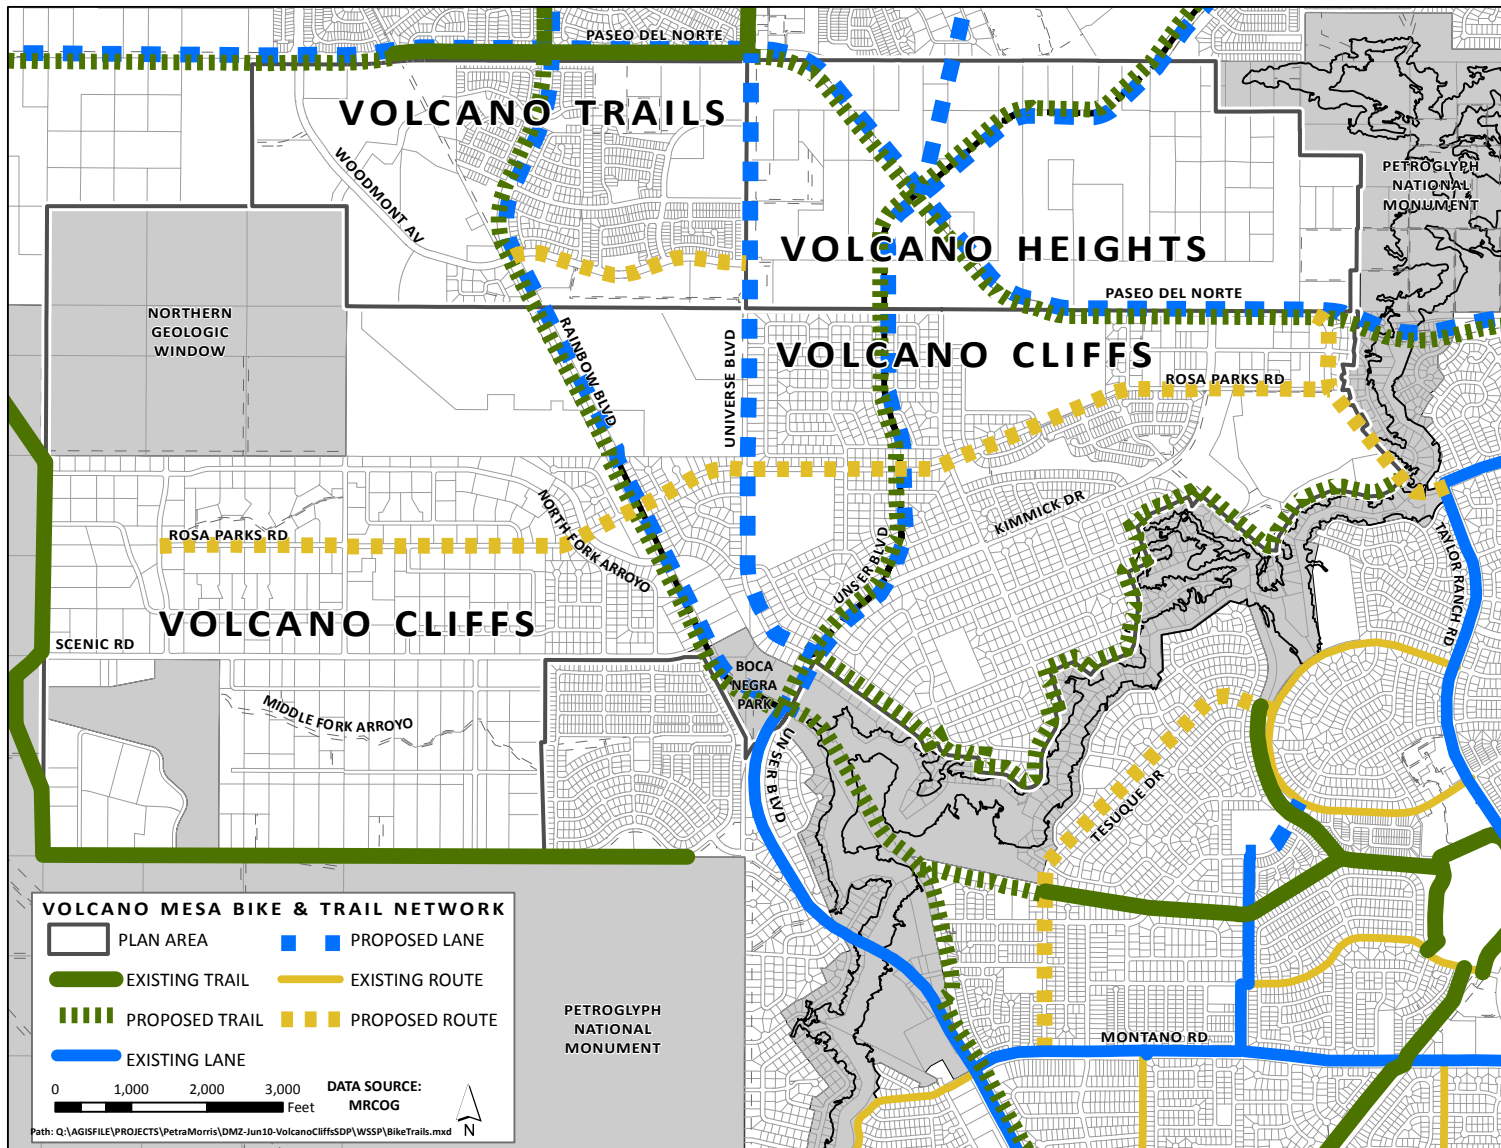 PASEO DEL NORTE
VOLCANO TRAILS
WOODMONT AV
PETROGLYPH
NATIONAL
MONUMENT
VOLCANO HEIGHTS
PASEO DEL NORTE
NORTHERN
GEOLOGIC
WINDOW
RAINBOW BLVD
UNIVERSE BLVD
VOLCANO CLIFFS
ROSA PARKS RD
NORTH FORK ARROYO
KIMMICK DR
ROSA PARKS RD
UNSER BLVD
TAYLOR RANCH RD
VOLCANO CLIFFS
SCENIC RD
BOCA
NEGRA
PARK
MIDDLE FORK ARROYO
UNSER BLVD
TESUQUE DR
VOLCANO MESA BIKE & TRAIL NETWORK
PLAN AREA
PROPOSED LANE
EXISTING TRAIL
EXISTING ROUTE
PROPOSED TRAIL
PROPOSED ROUTE
EXISTING LANE
PETROGLYPH
NATIONAL
MONUMENT
MONTANO RD
0 1,000 2,000 3,000
Feet
DATA SOURCE:
MRCOG
N
Path: Q:\AGISFILE\PROJECTS\PetraMorris\DMZ-Jun10-VolcanoCliffsSDP\WSSP\BikeTrails.mxd